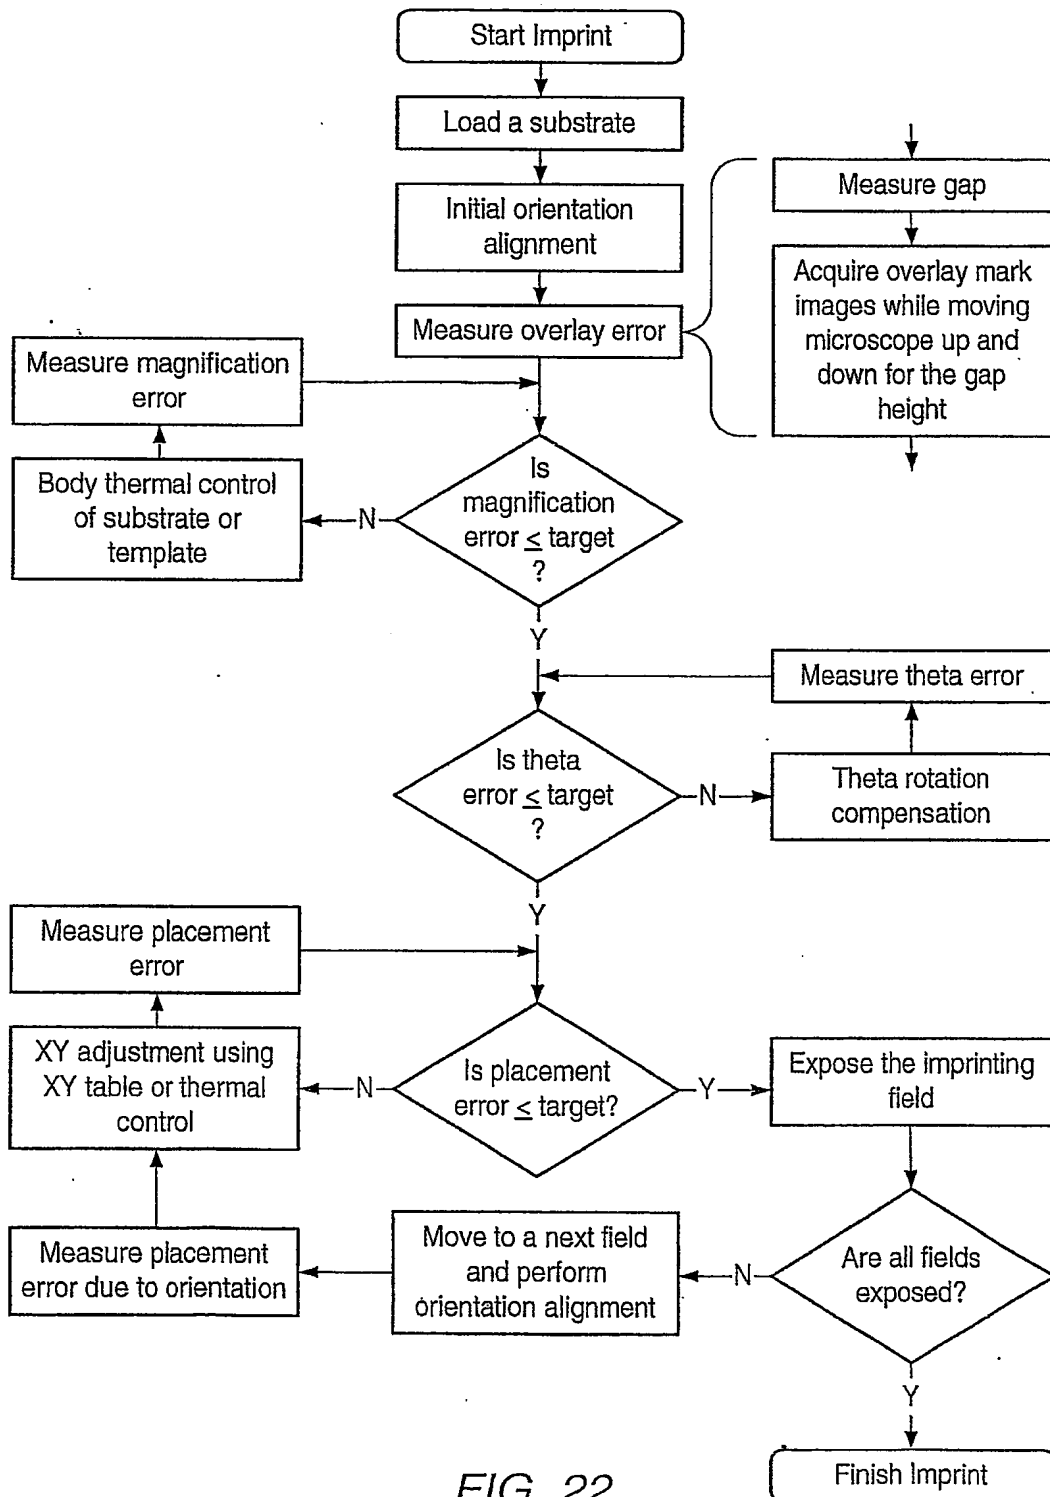 Start Imprint
Load a substrate
Initial orientation
alignment
Measure overlay error
Measure gap
Acquire overlay mark
images while moving
microscope up and
down for the gap
height
Measure magnification
error
Body thermal control
of substrate or
template
N
Is
magnification
error ≤ target
?
Y
Measure theta error
Is theta
error ≤ target
?
N
Theta rotation
compensation
Y
Measure placement
error
XY adjustment using
XY table or thermal
control
N
Is placement
error ≤ target?
Y
Expose the imprinting
field
Measure placement
error due to orientation
Move to a next field
and perform
orientation alignment
N
Are all fields
exposed?
Y
Finish Imprint
FIG. 22